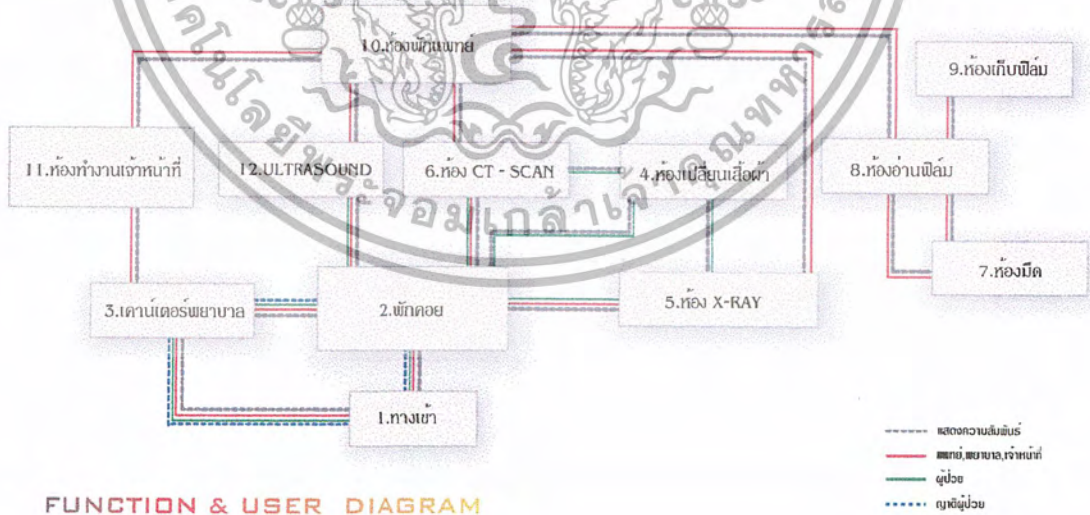 10.ห้องพักแพทย์
9.ห้องเก็บฟิล์ม
11.ห้องทำงานเจ้าหน้าที่
12.ULTRASOUND
6.ห้อง CT - SCAN
4.ห้องเปลี่ยนเสื้อผ้า
8.ห้องอ่านฟิล์ม
7.ห้องมืด
3.เคาน์เตอร์พยาบาล
2.พักคอย
5.ห้อง X-RAY
1.ทางเข้า
แสดงความสัมพันธ์
แพทย์,พยาบาล,เจ้าหน้าที่
ผู้ป่วย
ญาติผู้ป่วย
FUNCTION & USER DIAGRAM